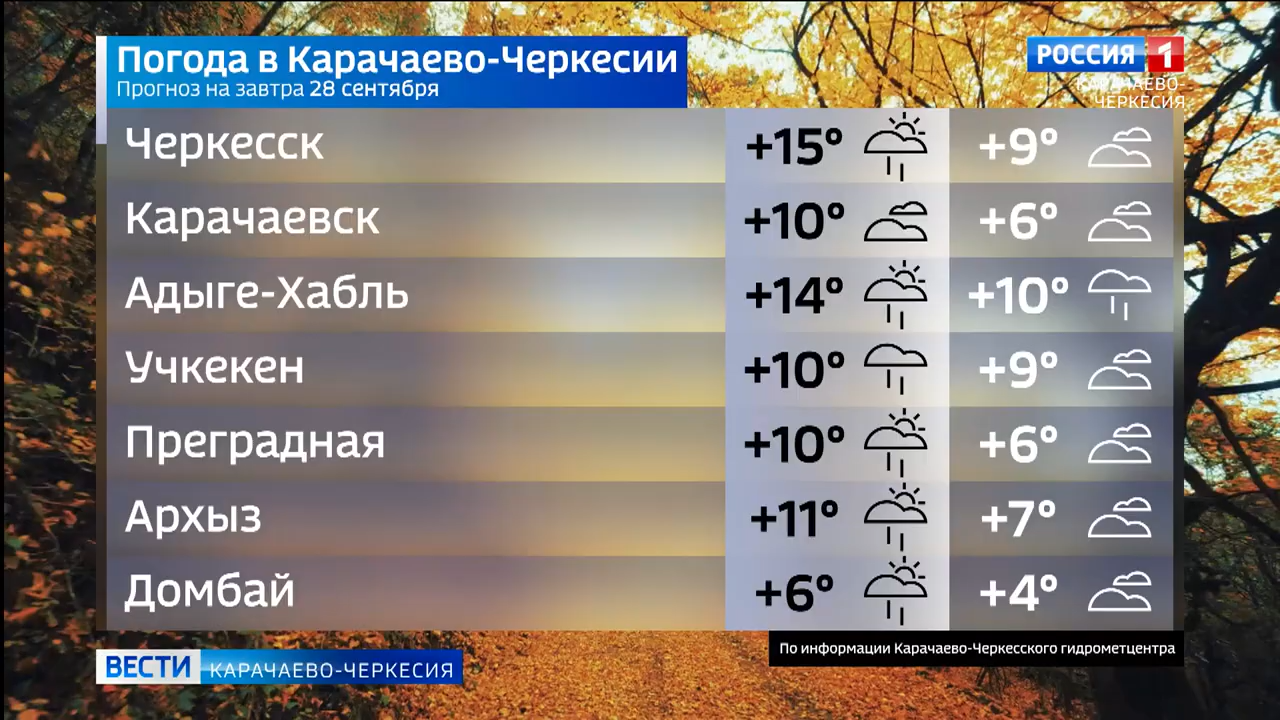 Погода в Карачаево-Черкесии
Прогноз на завтра 28 сентября
РОССИЯ 1
КАРАЧАЕВО-
ЧЕРКЕСИЯ
Черкесск +15° +9°
Карачаевск +10° +6°
Адыге-Хабль +14° +10°
Учкекен +10° +9°
Преградная +10° +6°
Архыз +11° +7°
Домбай +6° +4°
По информации Карачаево-Черкесского гидрометцентра
ВЕСТИ КАРАЧАЕВО-ЧЕРКЕСИЯ